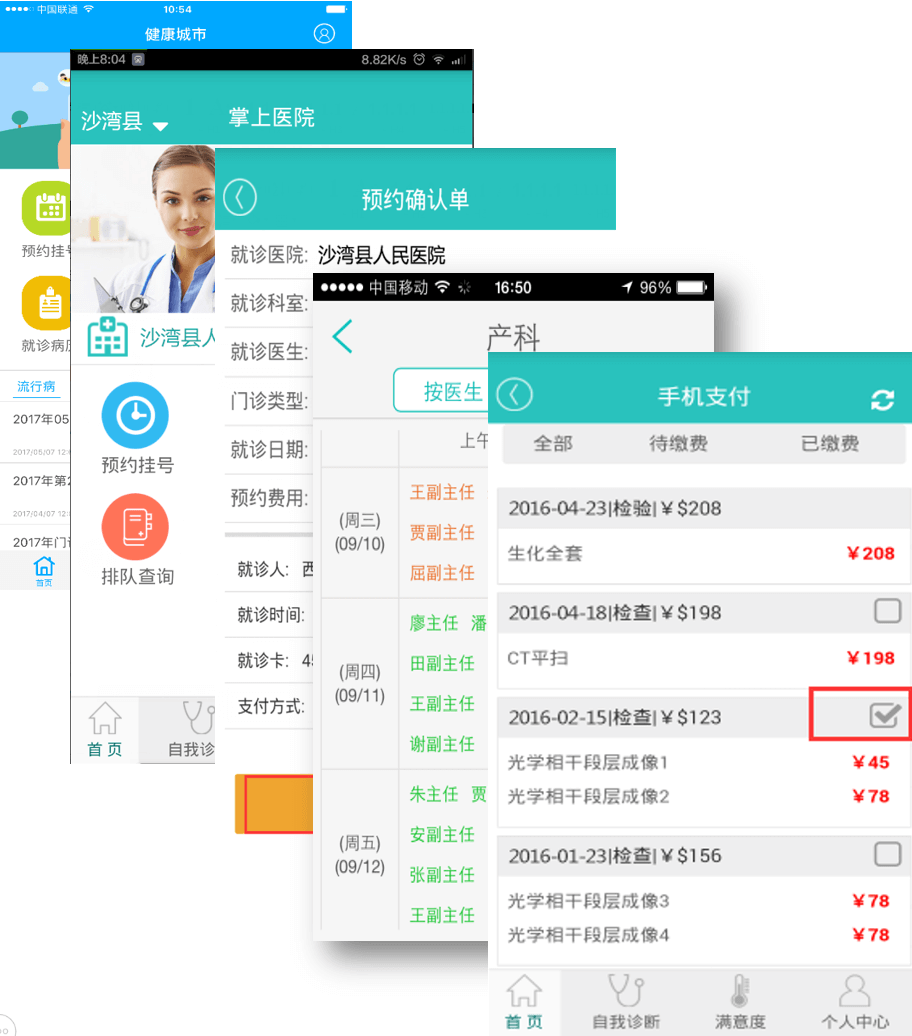 中国联通
10:54
健康城市
预约挂号
就诊病历
流行病
2017年05
2017/05/07 12:
2017年第2
2017/04/07 12:
2017年门诊
首页
晚上8:04
8.82K/s
沙湾县
掌上医院
沙湾县人
预约挂号
排队查询
首 页
自我诊
预约确认单
就诊医院: 沙湾县人民医院
就诊科室:
就诊医生:
门诊类型:
就诊日期:
预约费用:
就诊人: 西
就诊时间:
就诊卡: 45
支付方式:
中国移动
16:50
96%
产科
按医生
上午
(周三)
(09/10)
王副主任
贾副主任
屈副主任
(周四)
(09/11)
廖主任 潘
田副主任
王副主任
谢副主任
(周五)
(09/12)
朱主任 贾
安副主任
张副主任
王副主任
手机支付
全部
待缴费
已缴费
2016-04-23|检验|￥$208
生化全套 ￥208
2016-04-18|检查|￥$198
CT平扫 ￥198
2016-02-15|检查|￥$123
光学相干段层成像1 ￥45
光学相干段层成像2 ￥78
2016-01-23|检查|￥$156
光学相干段层成像3 ￥78
光学相干段层成像4 ￥78
首 页
自我诊断
满意度
个人中心